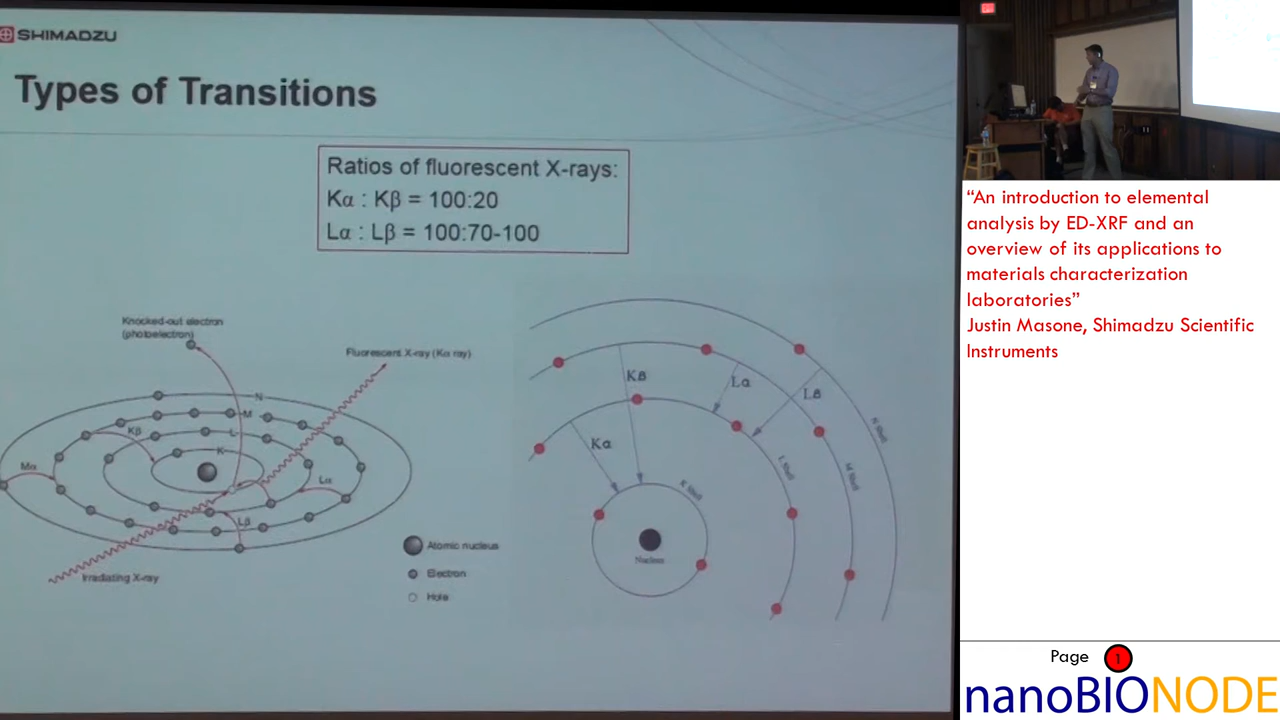 SHIMADZU
Types of Transitions
Ratios of fluorescent X-rays:
Kα : Kβ = 100:20
Lα : Lβ = 100:70-100
Knocked-out electron
(photoelectron)
Fluorescent X-ray (Kα ray)
N
M
L
K
Kβ
Mα
Lα
Lβ
Irradiating X-ray
Atomic nucleus
Electron
Hole
Kβ
Lα
Lβ
Kα
K Shell
L Shell
M Shell
N Shell
Nucleus
“An introduction to elemental
analysis by ED-XRF and an
overview of its applications to
materials characterization
laboratories”
Justin Masone, Shimadzu Scientific
Instruments
Page 1
nanoBIONODE